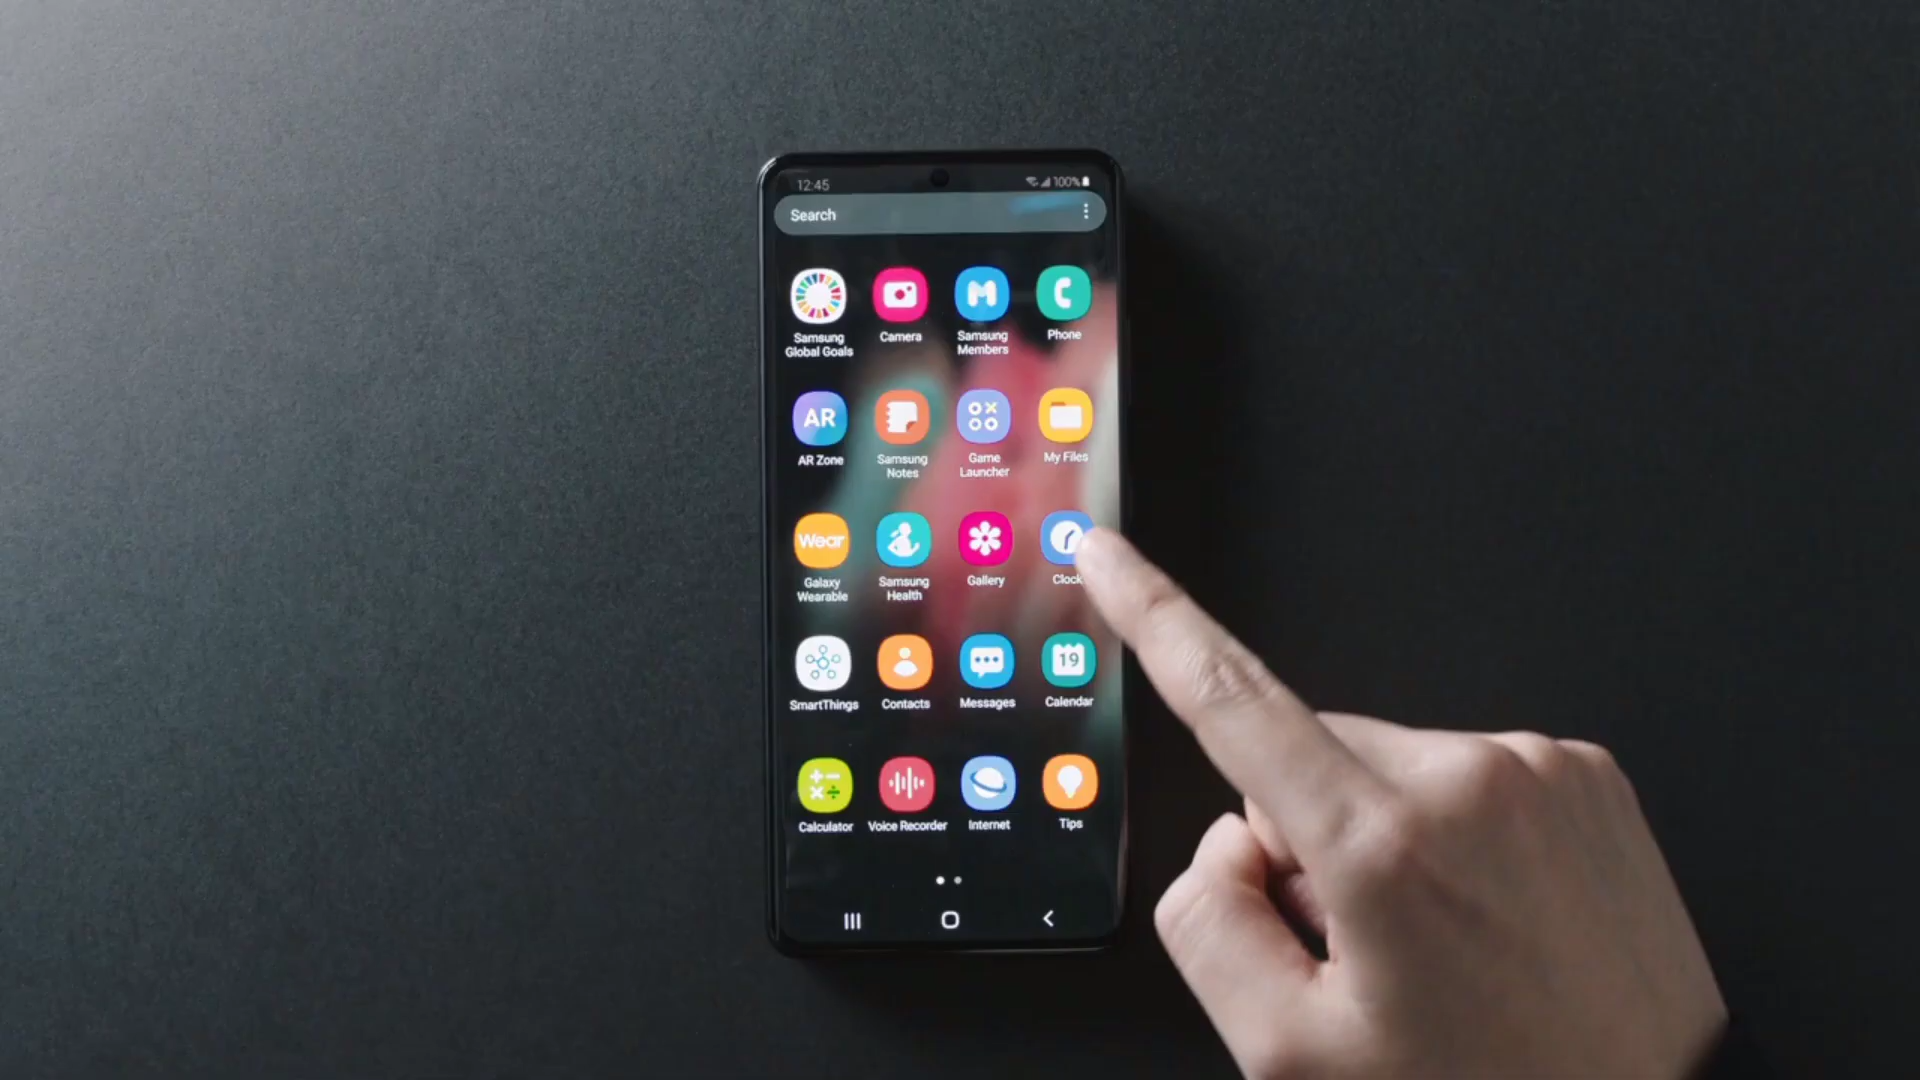 12:45
100%
Search
Samsung
Global Goals
Camera
M
Samsung
Members
Phone
AR
AR Zone
Samsung
Notes
Game
Launcher
My Files
Wear
Galaxy
Wearable
Samsung
Health
Gallery
Clock
SmartThings
Contacts
Messages
19
Calendar
Calculator
Voice Recorder
Internet
Tips